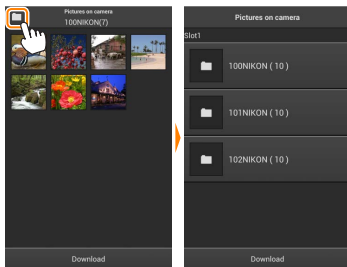 Pictures on camera
100NIKON(7)
Download
Pictures on camera
Slot1
100NIKON ( 10 )
101NIKON ( 10 )
102NIKON ( 10 )
Download